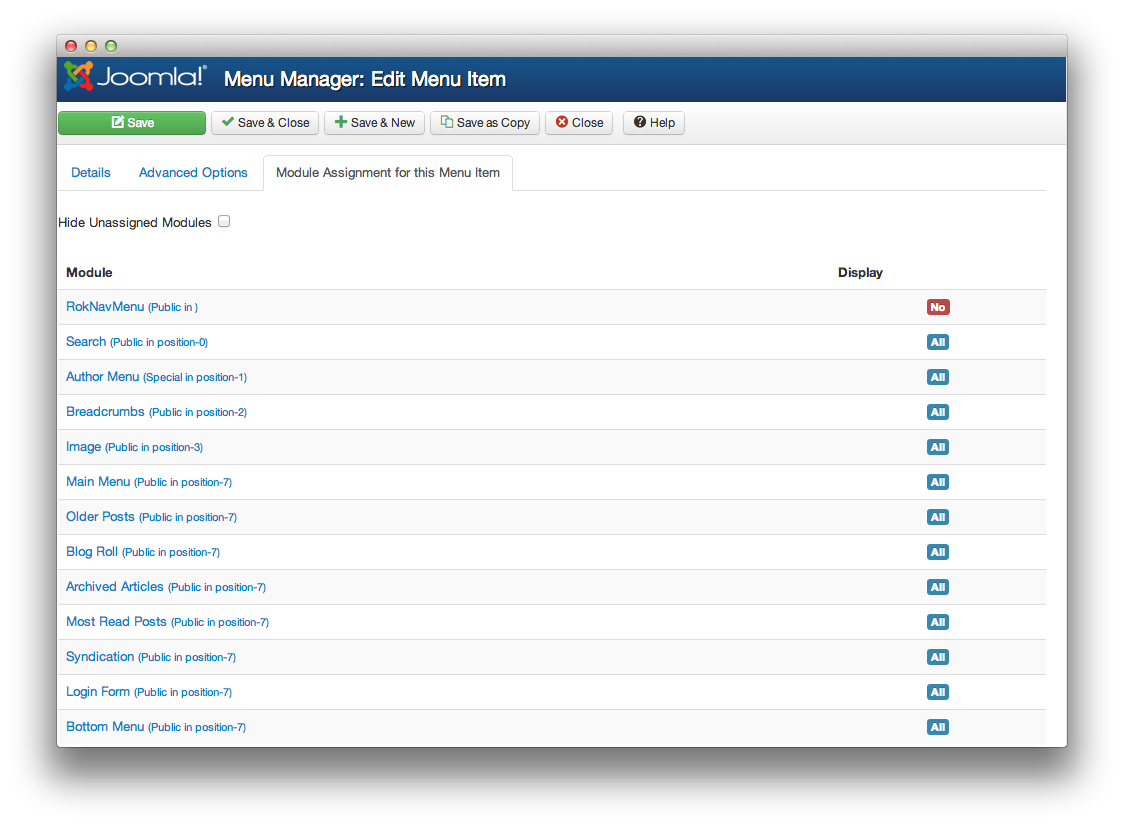 Joomla!® Menu Manager: Edit Menu Item
Save Save & Close Save & New Save as Copy Close Help
Details Advanced Options Module Assignment for this Menu Item
Hide Unassigned Modules
Module Display
RokNavMenu (Public in ) No
Search (Public in position-0) All
Author Menu (Special in position-1) All
Breadcrumbs (Public in position-2) All
Image (Public in position-3) All
Main Menu (Public in position-7) All
Older Posts (Public in position-7) All
Blog Roll (Public in position-7) All
Archived Articles (Public in position-7) All
Most Read Posts (Public in position-7) All
Syndication (Public in position-7) All
Login Form (Public in position-7) All
Bottom Menu (Public in position-7) All